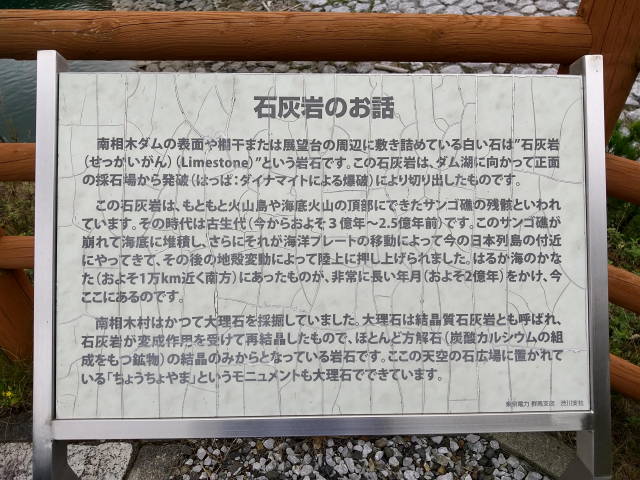 石灰岩のお話
南相木ダムの表面や棚干または展望台の周辺に敷き詰めている白い石は"石灰岩
(せっかいがん)(Limestone)"という岩石です。この石灰岩は、ダム湖に向かって正面
の採石場から発破(はっぱ:ダイナマイトによる爆破)により切り出したものです。
この石灰岩は、もともと火山島や海底火山の頂部にできたサンゴ礁の残骸といわれ
ています。その時代は古生代(今からおよそ3億年~2.5億年前)です。このサンゴ礁が
崩れて海底に堆積し、さらにそれが海洋プレートの移動によって今の日本列島の付近
にやってきて、その後の地殻変動によって陸上に押し上げられました。はるか海のかな
た(およそ1万km近く南方)にあったものが、非常に長い年月(およそ2億年)をかけ、今
ここにあるのです。
南相木村はかつて大理石を採掘していました。大理石は結晶質石灰岩とも呼ばれ、
石灰岩が変成作用を受けて再結晶したもので、ほとんど方解石(炭酸カルシウムの組
成をもつ鉱物)の結晶のみからとなっている岩石です。ここの天空の石広場に置かれて
いる「ちょうちょやま」というモニュメントも大理石でできています。
東京電力 群馬支店 渋川支社